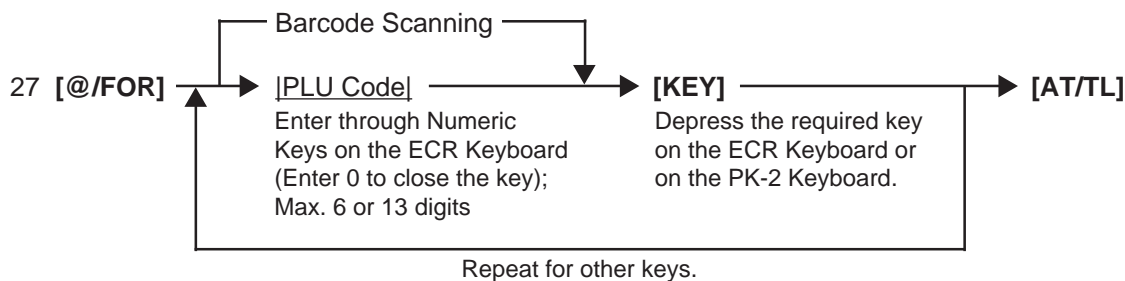 Barcode Scanning
27 [@/FOR] |PLU Code| [KEY] [AT/TL]
Enter through Numeric
Keys on the ECR Keyboard
(Enter 0 to close the key);
Max. 6 or 13 digits
Depress the required key
on the ECR Keyboard or
on the PK-2 Keyboard.
Repeat for other keys.